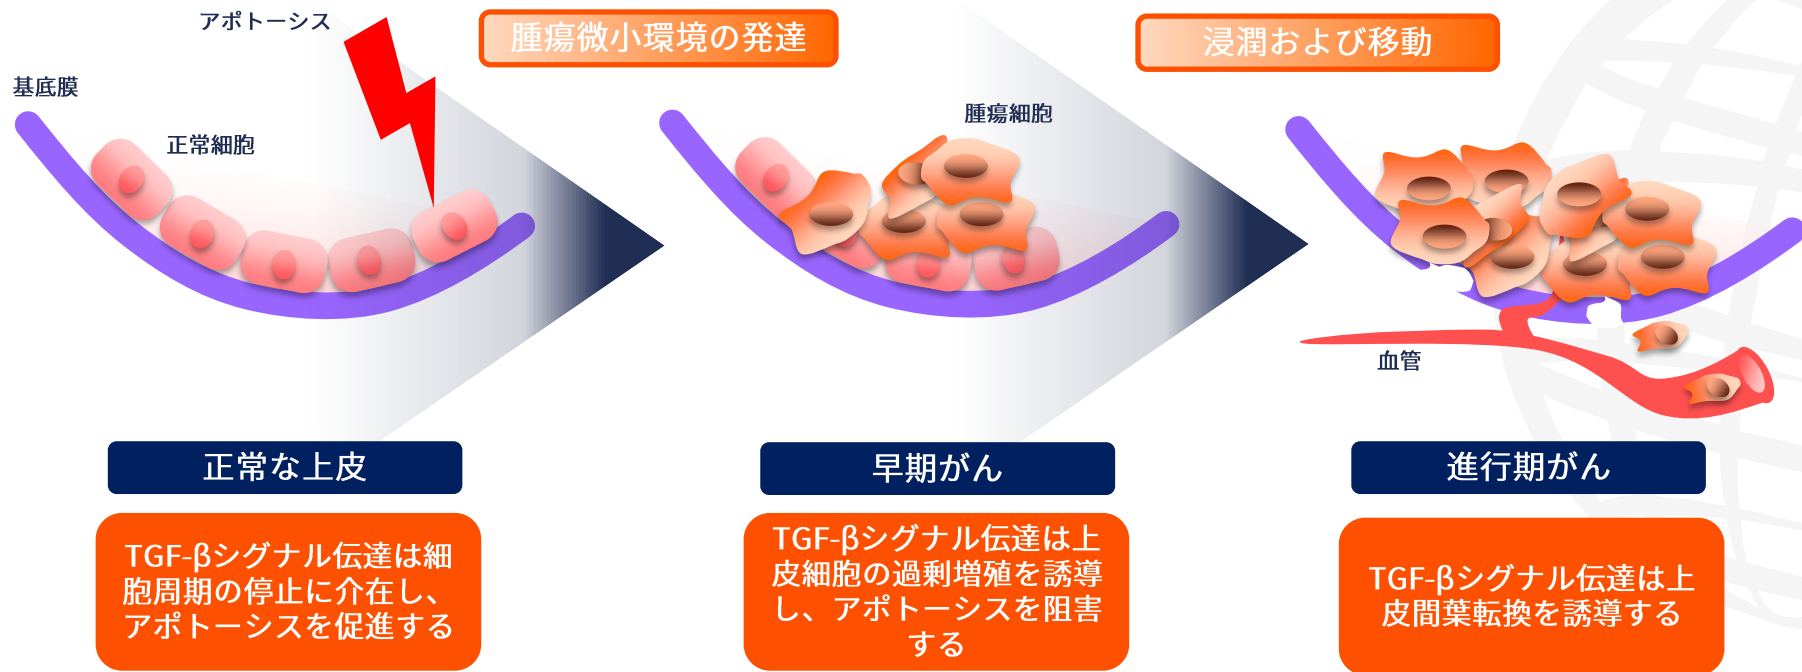 アポトーシス
腫瘍微小環境の発達
浸潤および移動
基底膜
正常細胞
腫瘍細胞
血管
正常な上皮
早期がん
進行期がん
TGF-βシグナル伝達は細
胞周期の停止に介在し、
アポトーシスを促進する
TGF-βシグナル伝達は上
皮細胞の過剰増殖を誘導
し、アポトーシスを阻害
する
TGF-βシグナル伝達は上
皮間葉転換を誘導する